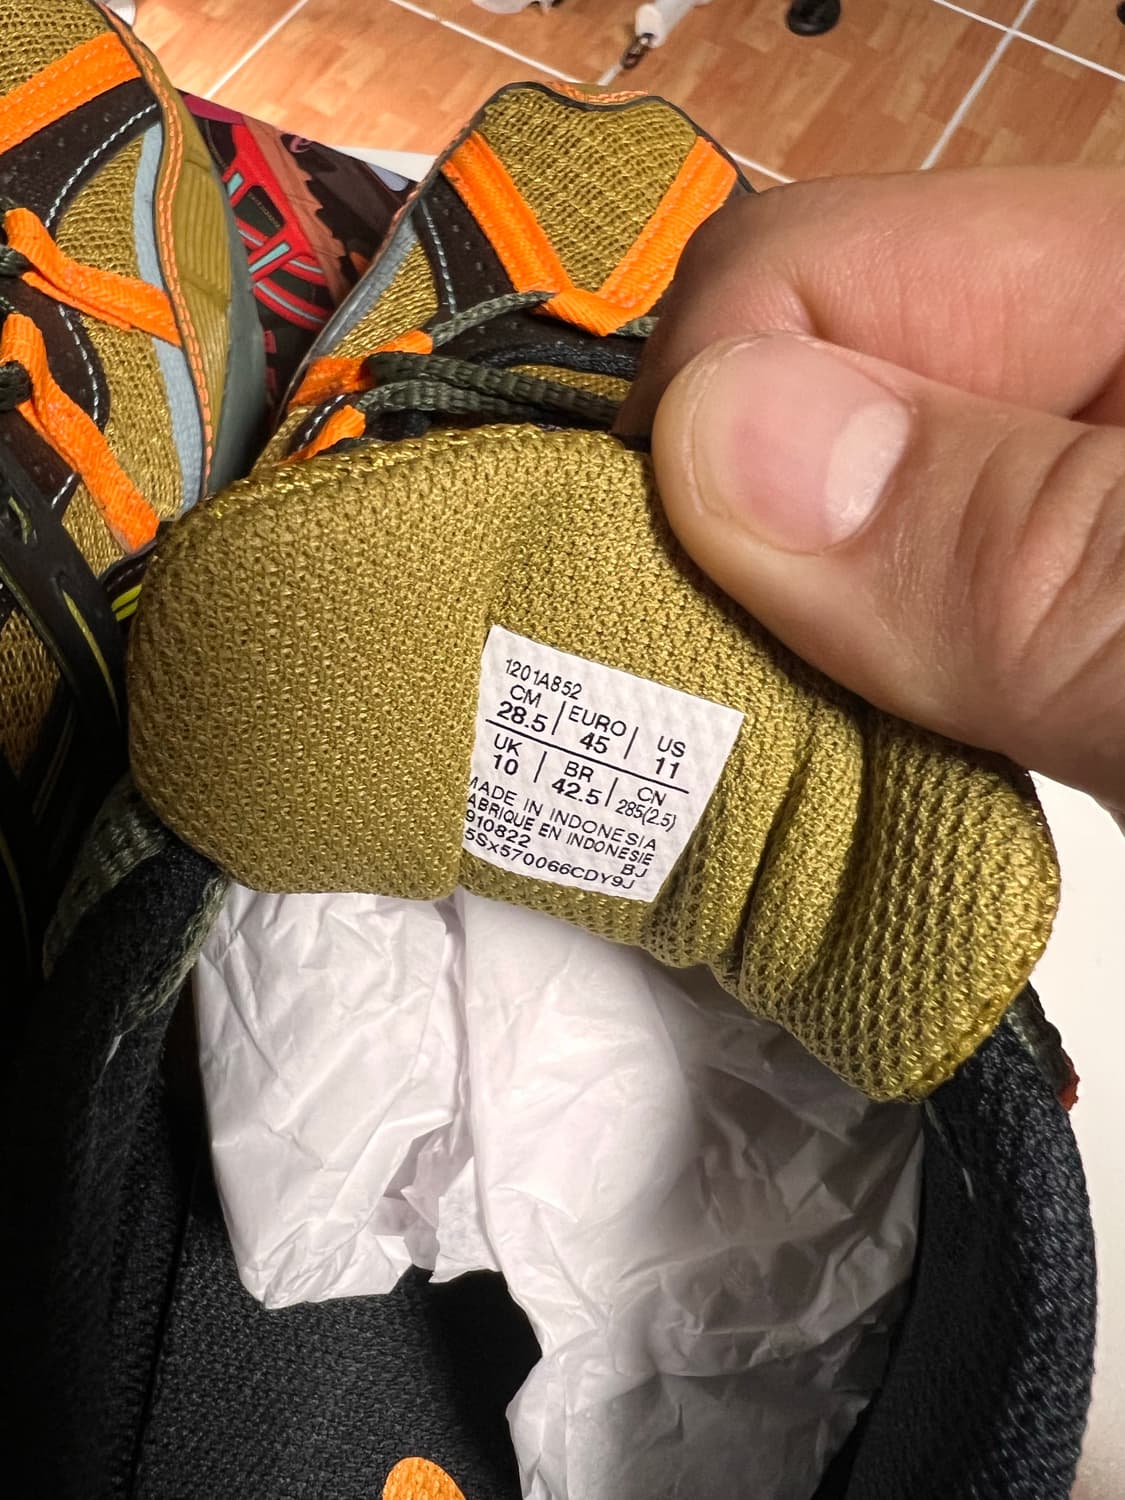 1201A852
CM 28.5 | EURO 45 | US 11
UK 10 | BR 42.5 | CN 285(2.5)
MADE IN INDONESIA
ABRIQUE EN INDONESIE
910822 BJ
5SX570066CDY9J